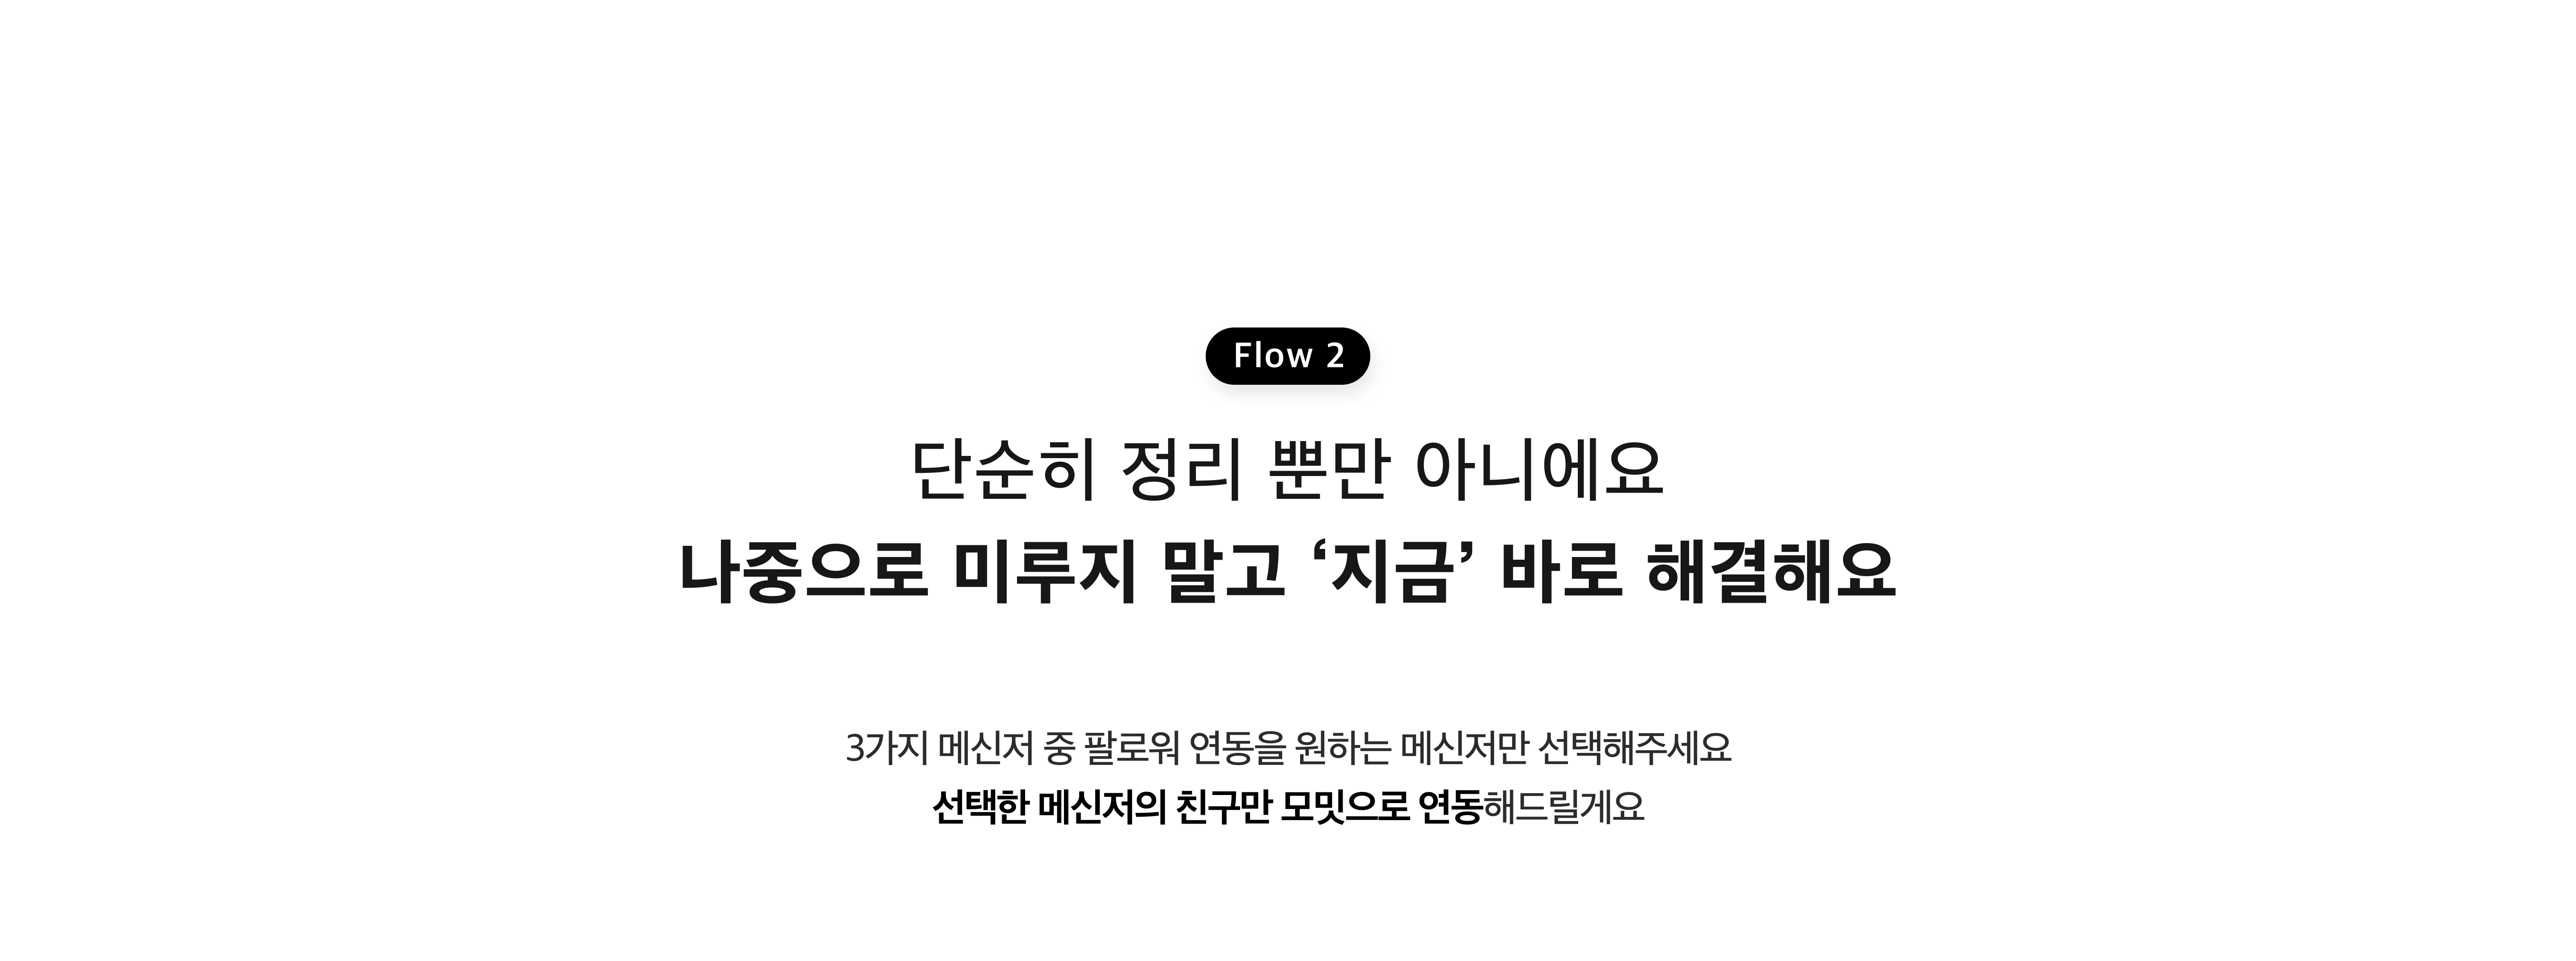 Flow 2
단순히 정리 뿐만 아니에요
나중으로 미루지 말고 ‘지금’ 바로 해결해요
3가지 메신저 중 팔로워 연동을 원하는 메신저만 선택해주세요
선택한 메신저의 친구만 모밋으로 연동해드릴게요